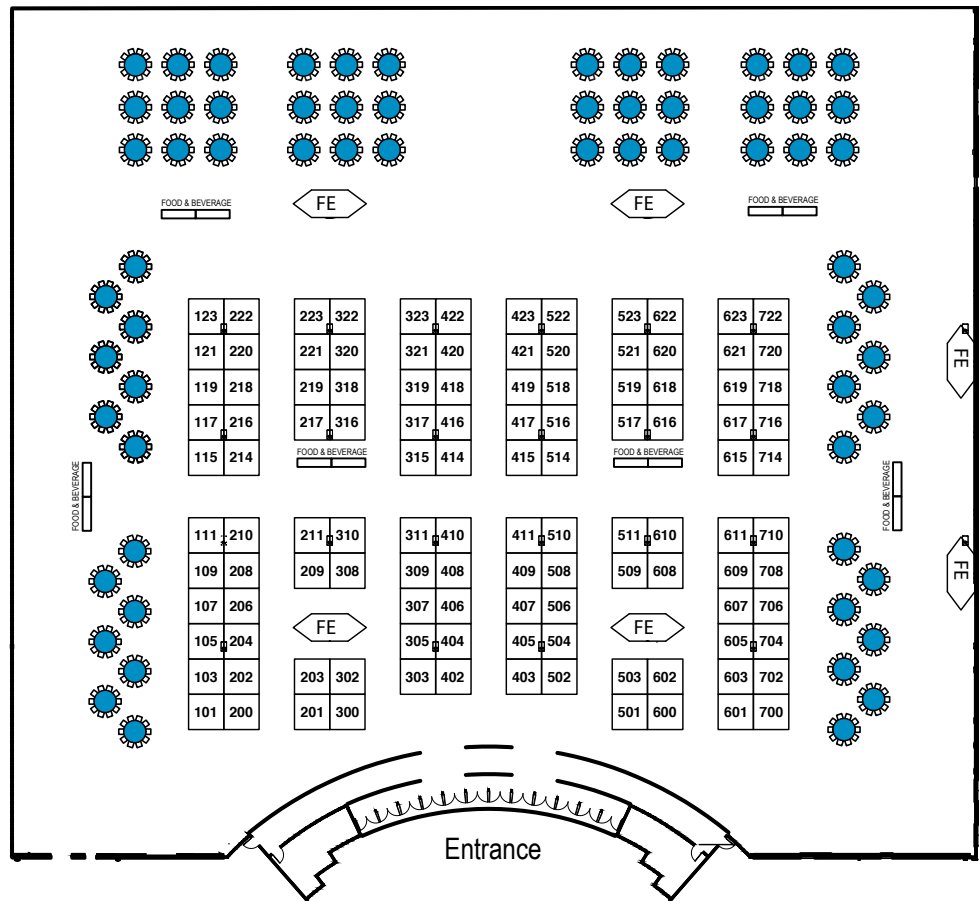 FOOD & BEVERAGE FE FE FOOD & BEVERAGE
123 222 223 322 323 422 423 522 523 622 623 722
121 220 221 320 321 420 421 520 521 620 621 720
FE
119 218 219 318 319 418 419 518 519 618 619 718
117 216 217 316 317 416 417 516 517 616 617 716
115 214 FOOD & BEVERAGE 315 414 415 514 FOOD & BEVERAGE 615 714
FOOD & BEVERAGE FOOD & BEVERAGE
111 210 211 310 311 410 411 510 511 610 611 710
109 208 209 308 309 408 409 508 509 608 609 708
FE
107 206 307 406 407 506 607 706
FE FE
105 204 305 404 405 504 605 704
103 202 203 302 303 402 403 502 503 602 603 702
101 200 201 300 501 600 601 700
Entrance